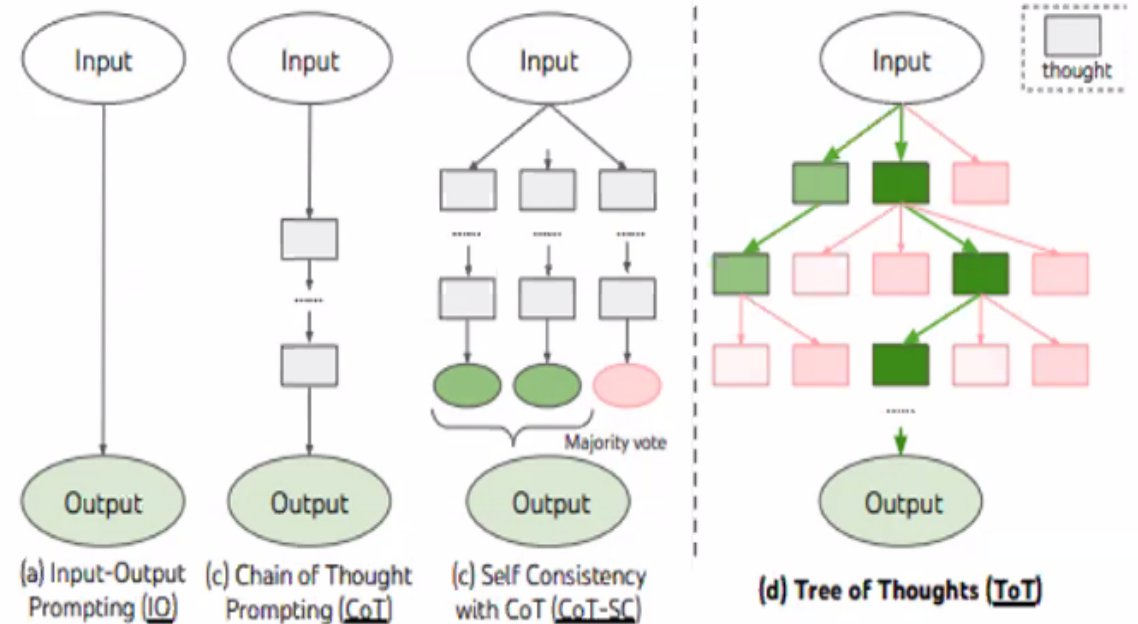 Input
Input
Input
Input
thought
......
......
......
......
......
Majority vote
Output
Output
Output
Output
(a) Input-Output
Prompting (IO)
(c) Chain of Thought
Prompting (CoT)
(c) Self Consistency
with CoT (CoT-SC)
(d) Tree of Thoughts (ToT)